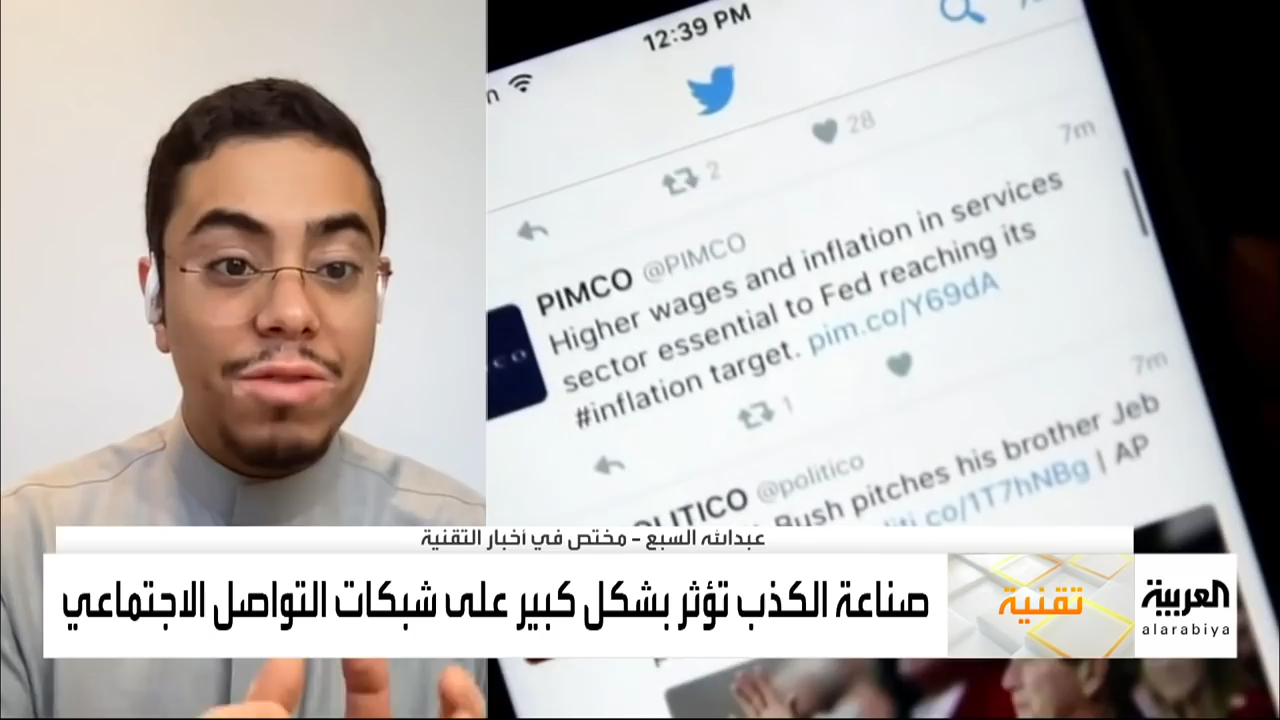 12:39 PM
28
2
7m
PIMCO @PIMCO
Higher wages and inflation in services
sector essential to Fed reaching its
#inflation target. pim.co/Y69dA
1
7m
@politico
Bush pitches his brother Jeb
co/1T7hNBg | AP
عبدالله السبع - مختص في أخبار التقنية
صناعة الكذب تؤثر بشكل كبير على شبكات التواصل الاجتماعي
تقنية
العربية
alarabiya